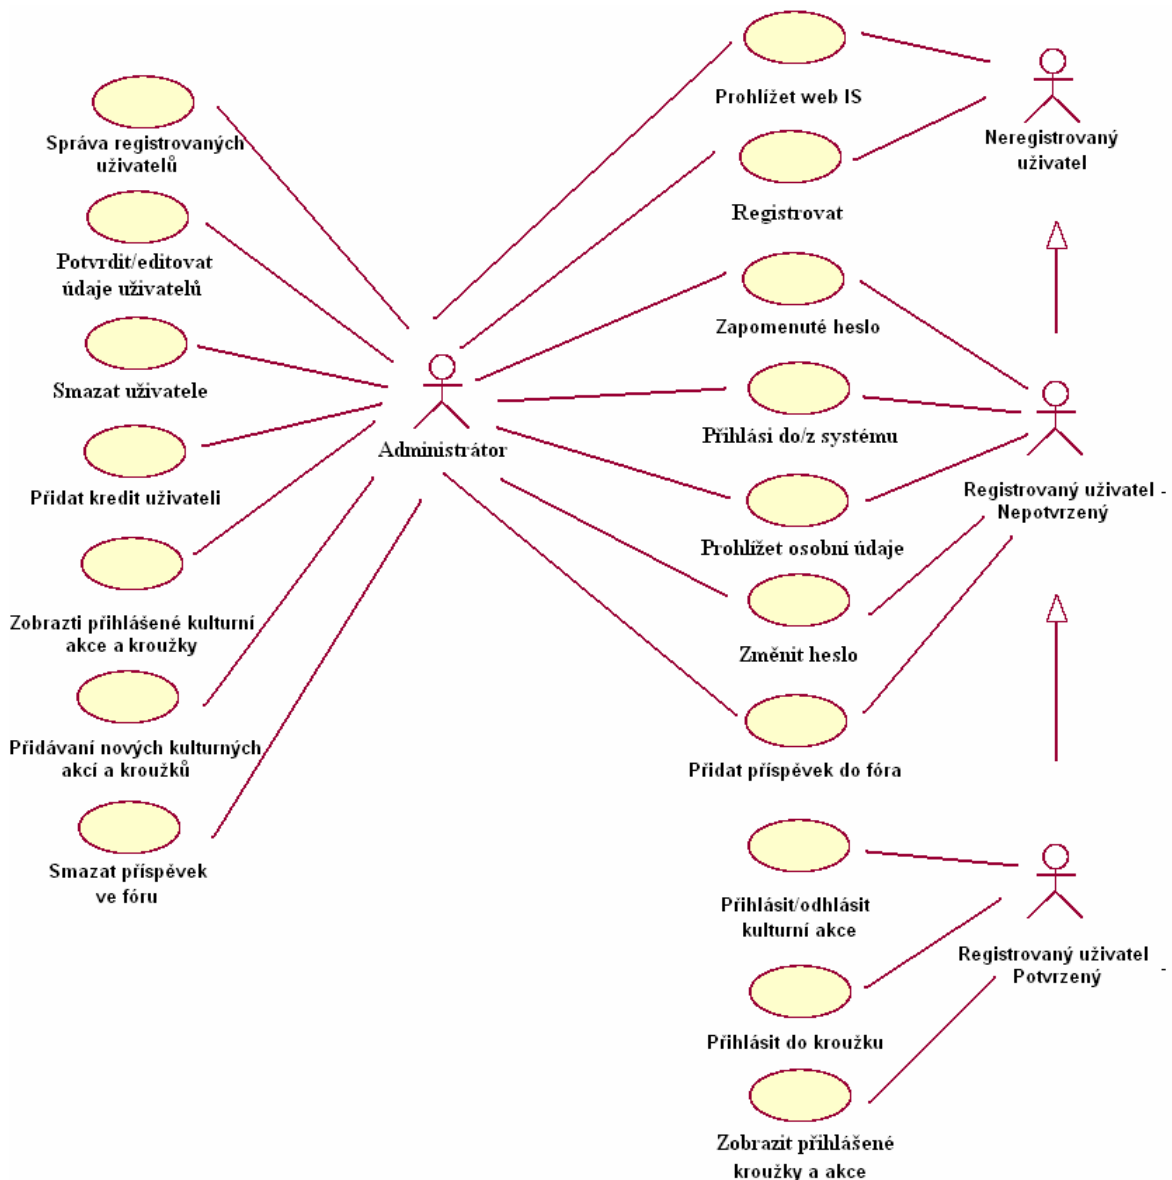 Prohlížet web IS
Neregistrovaný
uživatel
Správa registrovaných
uživatelů
Registrovat
Potvrdit/editovat
údaje uživatelů
Zapomenuté heslo
Smazat uživatele
Administrátor
Přihlási do/z systému
Přidat kredit uživateli
Registrovaný uživatel -
Nepotvrzený
Prohlížet osobní údaje
Zobrazti přihlášené kulturní
akce a kroužky
Změnit heslo
Přidávaní nových kulturných
akcí a kroužků
Přidat příspěvek do fóra
Smazat příspěvek
ve fóru
Přihlásit/odhlásit
kulturní akce
Registrovaný uživatel -
Potvrzený
Přihlásit do kroužku
Zobrazit přihlášené
kroužky a akce